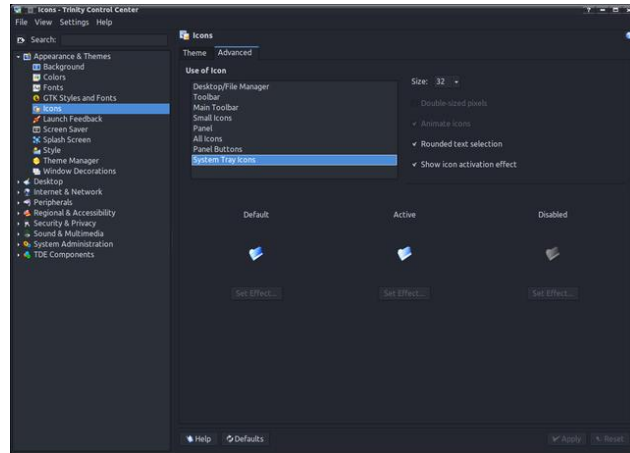 Icons - Trinity Control Center
File View Settings Help
Search:
Appearance & Themes
Background
Colors
Fonts
GTK Styles and Fonts
Icons
Launch Feedback
Screen Saver
Splash Screen
Style
Theme Manager
Window Decorations
Desktop
Internet & Network
Peripherals
Regional & Accessibility
Security & Privacy
Sound & Multimedia
System Administration
TDE Components
Icons
Theme Advanced
Use of Icon
Desktop/File Manager
Toolbar
Main Toolbar
Small Icons
Panel
All Icons
Panel Buttons
System Tray Icons
Size: 32
Double-sized pixels
Animate icons
Rounded text selection
Show icon activation effect
Default Active Disabled
Set Effect... Set Effect... Set Effect...
Help Defaults Apply Reset